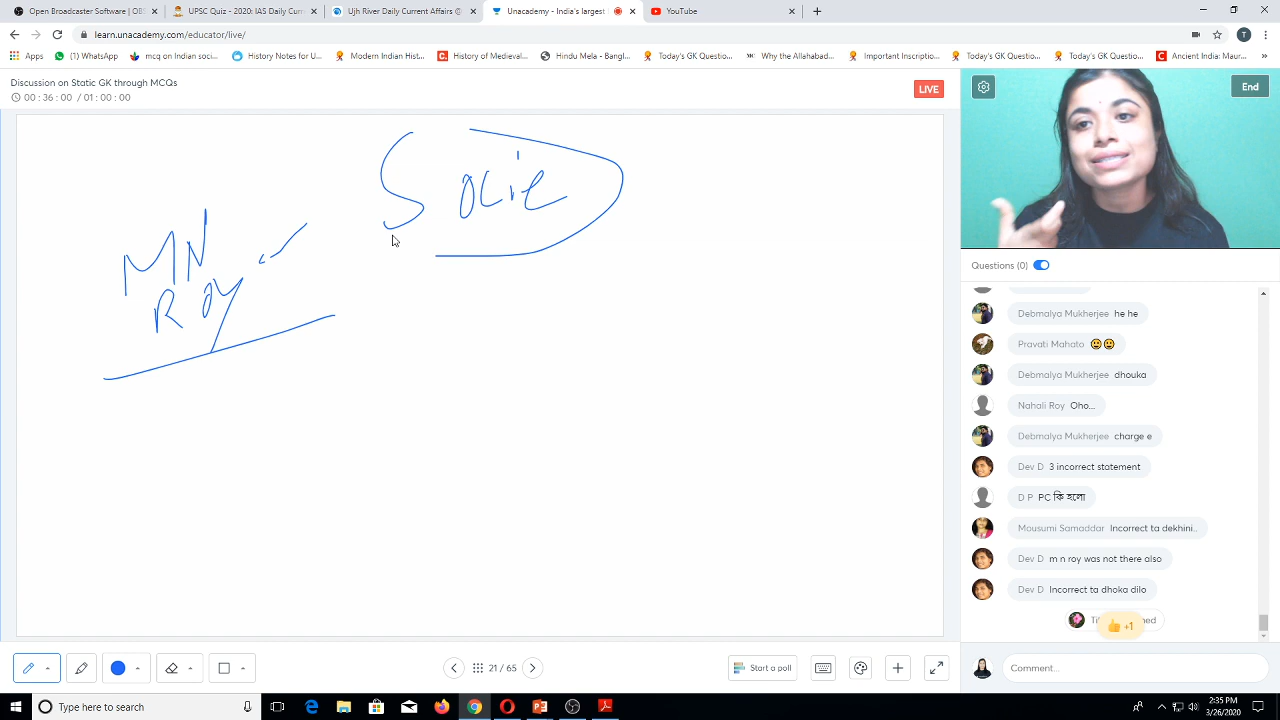 Open Broadcaster Software | OBS
UPSC Quiz - 2020: IAS Daily Curr
Ujh River Daily Current Affairs @
Unacademy - India's largest
YouTube
learn.unacademy.com/educator/live/
Apps
(1) WhatsApp
mcq on indian soci...
History Notes for U...
Modern Indian Hist...
History of Medieval...
Hindu Mela - Bangl...
Today's GK Questio...
Why the Allahabad...
Important Inscriptio...
Today's GK Questio...
Today's GK Questio...
Ancient India: Maur...
Discussion on Static GK through MCQs
00 : 36 : 00 / 01 : 00 : 00
LIVE
End
Socie
MN
Roy
Questions (0)
Debmalya Mukherjee he he
Pravati Mahato
Debmalya Mukherjee dhouka
Nahali Roy Oho...
Debmalya Mukherjee charge e
Dev D 3 incorrect statement
D P PC কি হলো
Mousumi Samaddar Incorrect ta dekhini..
Dev D m n roy was not there also
Dev D Incorrect ta dhoka dilo
+1
21 / 65
Start a poll
Comment...
Type here to search
2:35 PM
3/26/2020